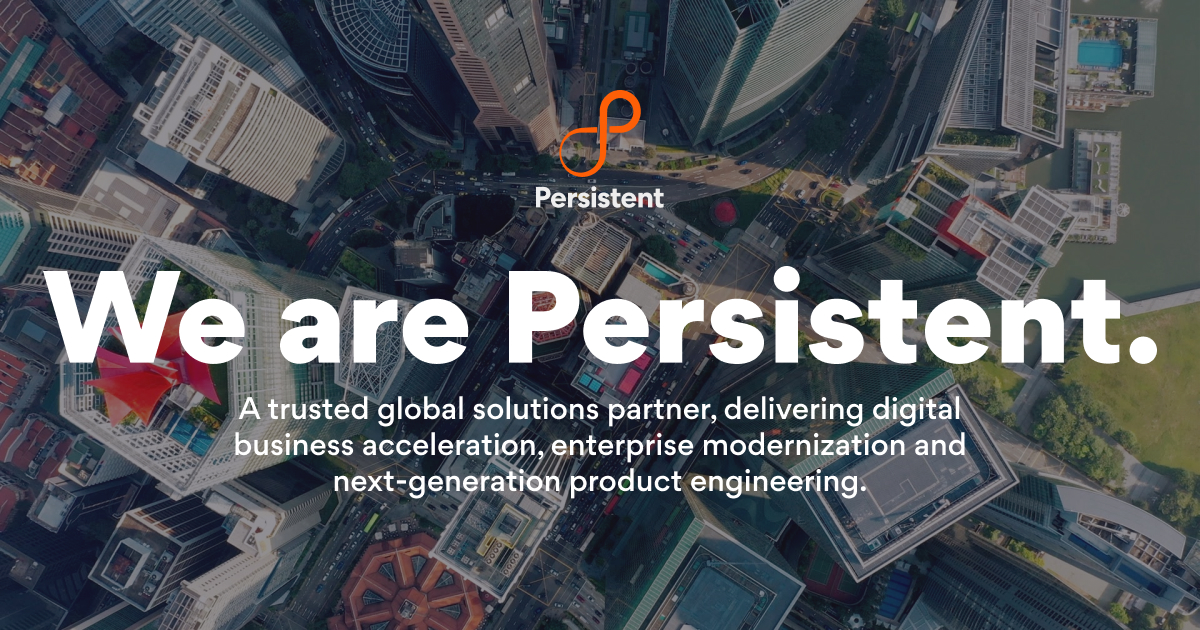 Persistent
We are Persistent.
A trusted global solutions partner, delivering digital
business acceleration, enterprise modernization and
next-generation product engineering.